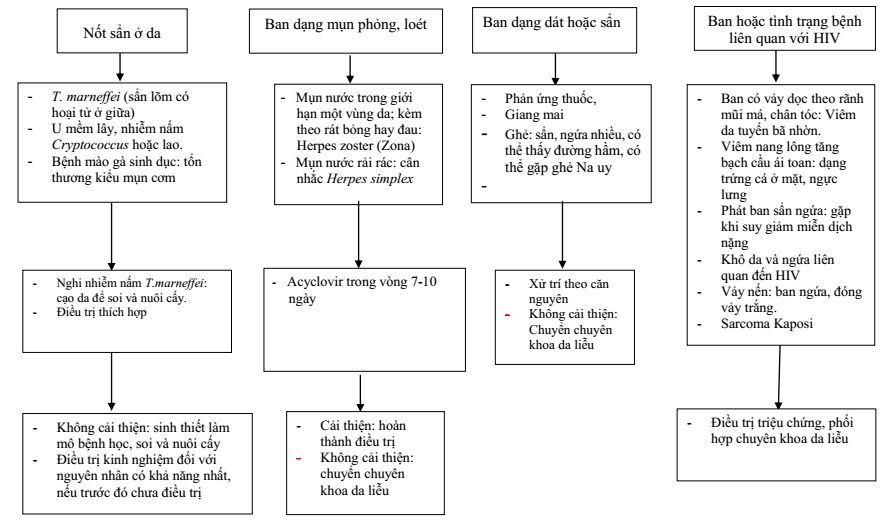 Nốt sẩn ở da
- T. marneffei (sẩn lõm có
hoại tử ở giữa)
- U mềm lây, nhiễm nấm
Cryptococcus hoặc lao.
- Bệnh mào gà sinh dục: tổn
thương kiểu mụn cơm
- Nghi nhiễm nấm T.marneffei:
cạo da để soi và nuôi cấy.
- Điều trị thích hợp
- Không cải thiện: sinh thiết làm
mô bệnh học, soi và nuôi cấy
- Điều trị kinh nghiệm đối với
nguyên nhân có khả năng nhất,
nếu trước đó chưa điều trị
Ban dạng mụn phỏng, loét
- Mụn nước trong giới
hạn một vùng da; kèm
theo rát bỏng hay đau:
Herpes zoster (Zona)
- Mụn nước rải rác: cân
nhắc Herpes simplex
- Acyclovir trong vòng 7-10
ngày
- Cải thiện: hoàn
thành điều trị
- Không cải thiện:
chuyển chuyên
khoa da liễu
Ban dạng dát hoặc sẩn
- Phản ứng thuốc,
- Giang mai
- Ghẻ: sẩn, ngứa nhiều, có
thể thấy đường hầm, có
thể gặp ghẻ Na uy
-
- Xử trí theo căn
nguyên
- Không cải thiện:
Chuyển chuyên
khoa da liễu
Ban hoặc tình trạng bệnh
liên quan với HIV
- Ban có vảy dọc theo rãnh
mũi má, chân tóc: Viêm
da tuyến bã nhờn.
- Viêm nang lông tăng
bạch cầu ái toan: dạng
trứng cá ở mặt, ngực
lưng
- Phát ban sẩn ngứa: gặp
khi suy giảm miễn dịch
nặng
- Khô da và ngứa liên
quan đến HIV
- Vảy nến: ban ngứa, đóng
vảy trắng.
- Sarcoma Kaposi
- Điều trị triệu chứng, phối
hợp chuyên khoa da liễu